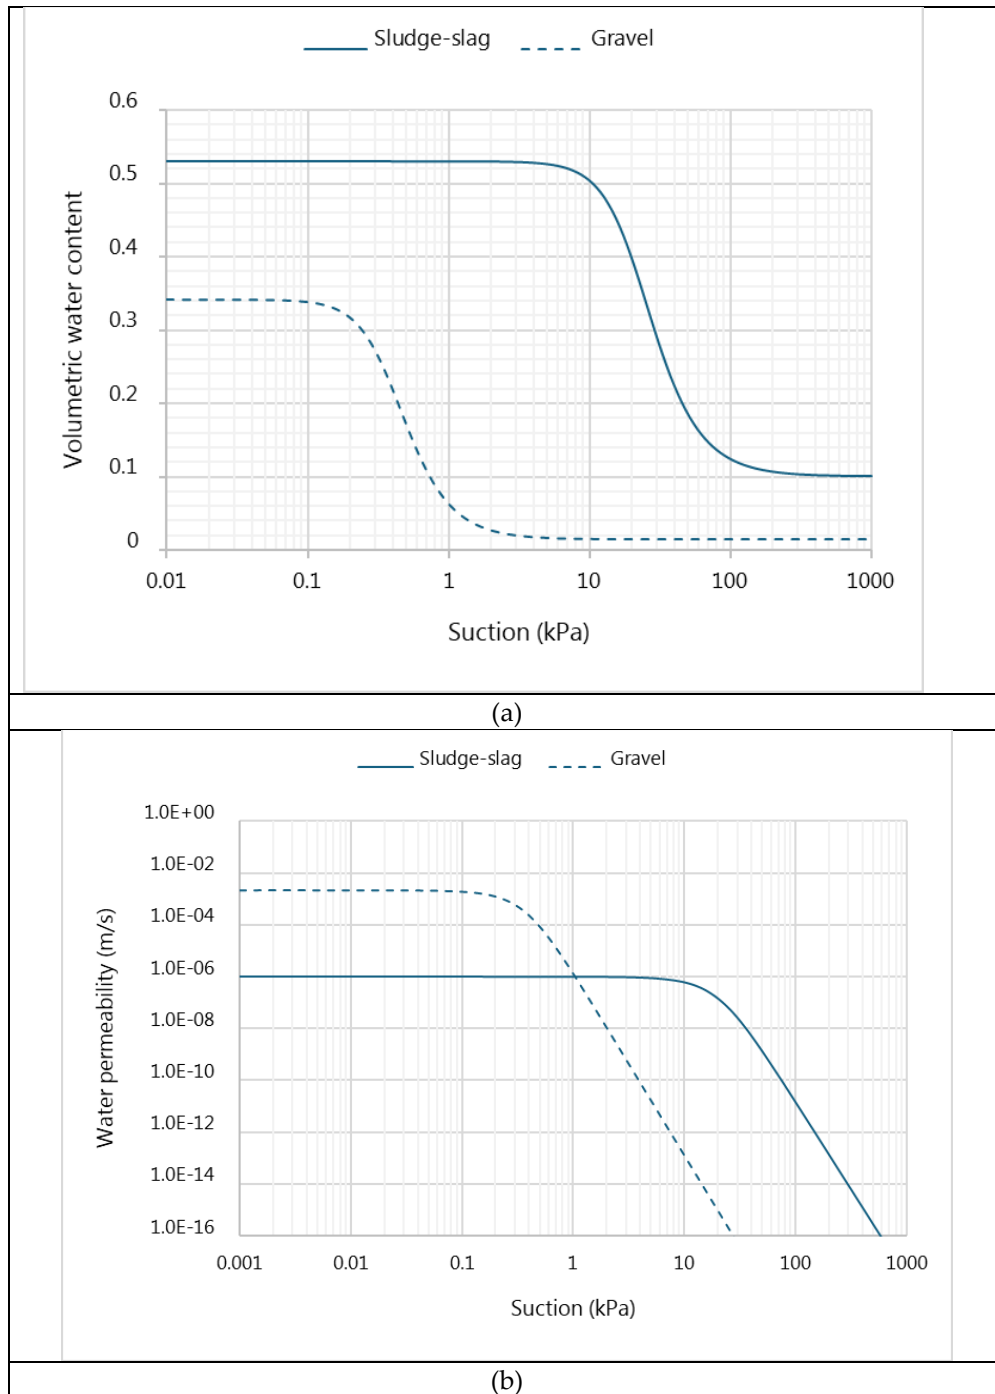 Sludge-slag Gravel
0.6
0.5
0.4
0.3
0.2
0.1
0
Volumetric water content
0.01 0.1 1 10 100 1000
Suction (kPa)
(a)
Sludge-slag Gravel
1.0E+00
1.0E-02
1.0E-04
1.0E-06
1.0E-08
1.0E-10
1.0E-12
1.0E-14
1.0E-16
Water permeability (m/s)
0.001 0.01 0.1 1 10 100 1000
Suction (kPa)
(b)